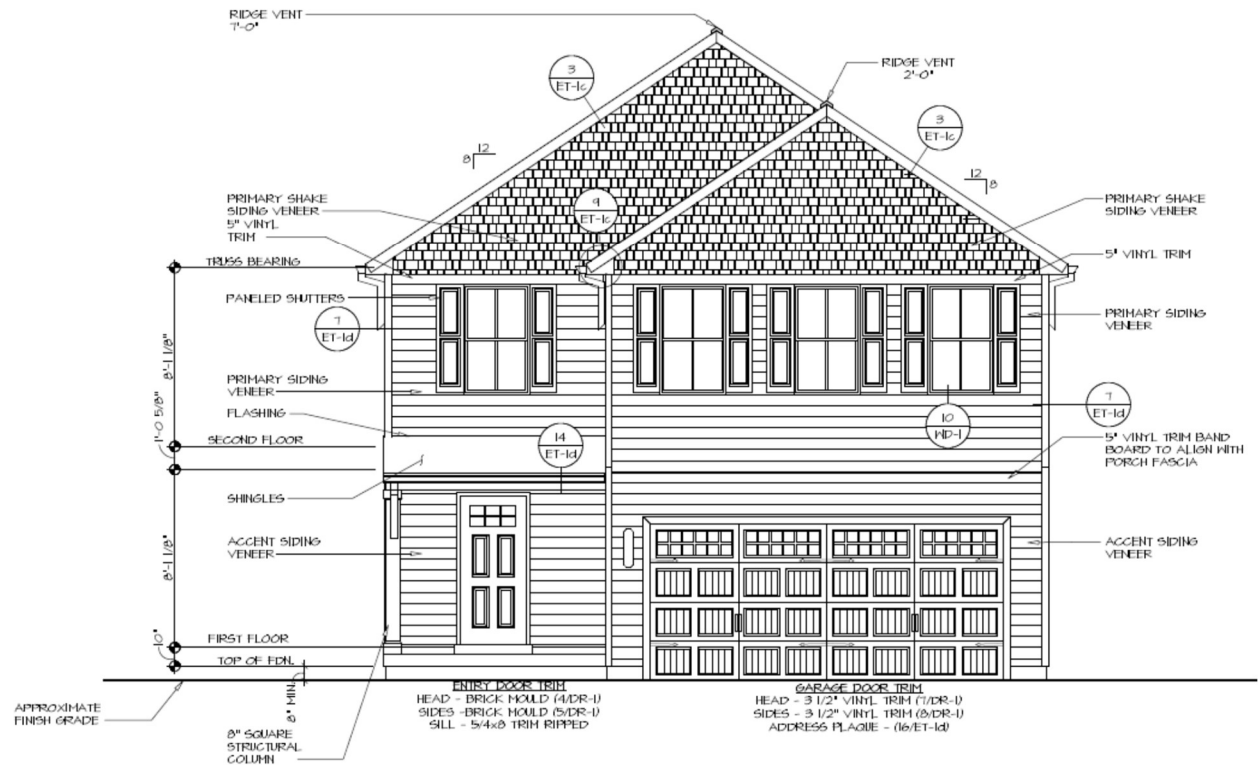 RIDGE VENT
7'-0"
RIDGE VENT
2'-0"
3
ET-1c
3
ET-1c
12
8
12
8
9
ET-1c
PRIMARY SHAKE
SIDING VENEER
5" VINYL
TRIM
PRIMARY SHAKE
SIDING VENEER
TRUSS BEARING
5" VINYL TRIM
PANELED SHUTTERS
7
ET-1d
PRIMARY SIDING
VENEER
8'-1 1/8"
PRIMARY SIDING
VENEER
FLASHING
7
ET-1d
10
WD-1
14
ET-1d
1'-0 5/8"
SECOND FLOOR
5" VINYL TRIM BAND
BOARD TO ALIGN WITH
PORCH FASCIA
SHINGLES
8'-1 1/8"
ACCENT SIDING
VENEER
ACCENT SIDING
VENEER
FIRST FLOOR
10"
TOP OF FDN.
8" MIN.
APPROXIMATE
FINISH GRADE
8" SQUARE
STRUCTURAL
COLUMN
ENTRY DOOR TRIM
HEAD - BRICK MOULD (4/DR-1)
SIDES -BRICK MOULD (5/DR-1)
SILL - 5/4x8 TRIM RIPPED
GARAGE DOOR TRIM
HEAD - 3 1/2" VINYL TRIM (7/DR-1)
SIDES - 3 1/2" VINYL TRIM (8/DR-1)
ADDRESS PLAQUE - (16/ET-1d)